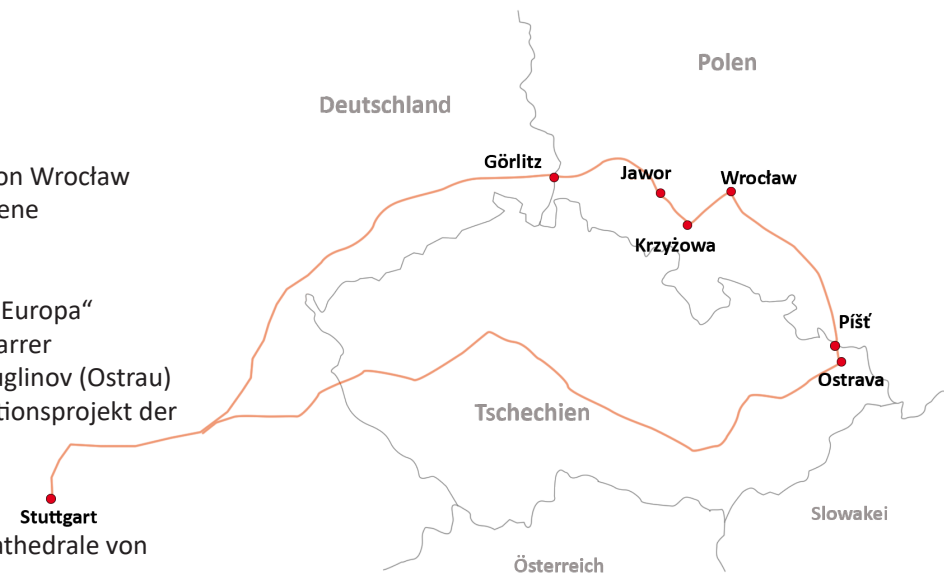 Polen
Deutschland
Görlitz
Jawor
Wrocław
on Wrocław
ene
Krzyżowa
Europa“
arrer
uglinov (Ostrau)
tionsprojekt der
Píšť
Ostrava
Tschechien
Stuttgart
athedrale von
Slowakei
Österreich